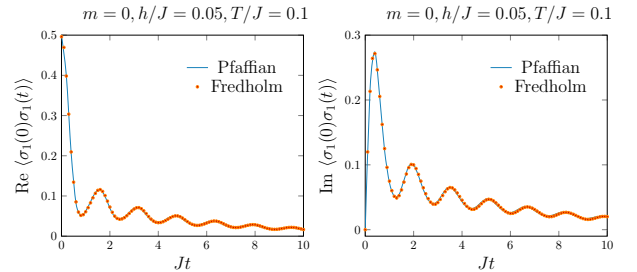 m = 0, h/J = 0.05, T/J = 0.1
0.5
0.4
0.3
0.2
0.1
0
0 2 4 6 8 10
Jt
Re ⟨σ₁(0)σ₁(t)⟩
Pfaffian
Fredholm
m = 0, h/J = 0.05, T/J = 0.1
0.3
0.2
0.1
0
0 2 4 6 8 10
Jt
Im ⟨σ₁(0)σ₁(t)⟩
Pfaffian
Fredholm